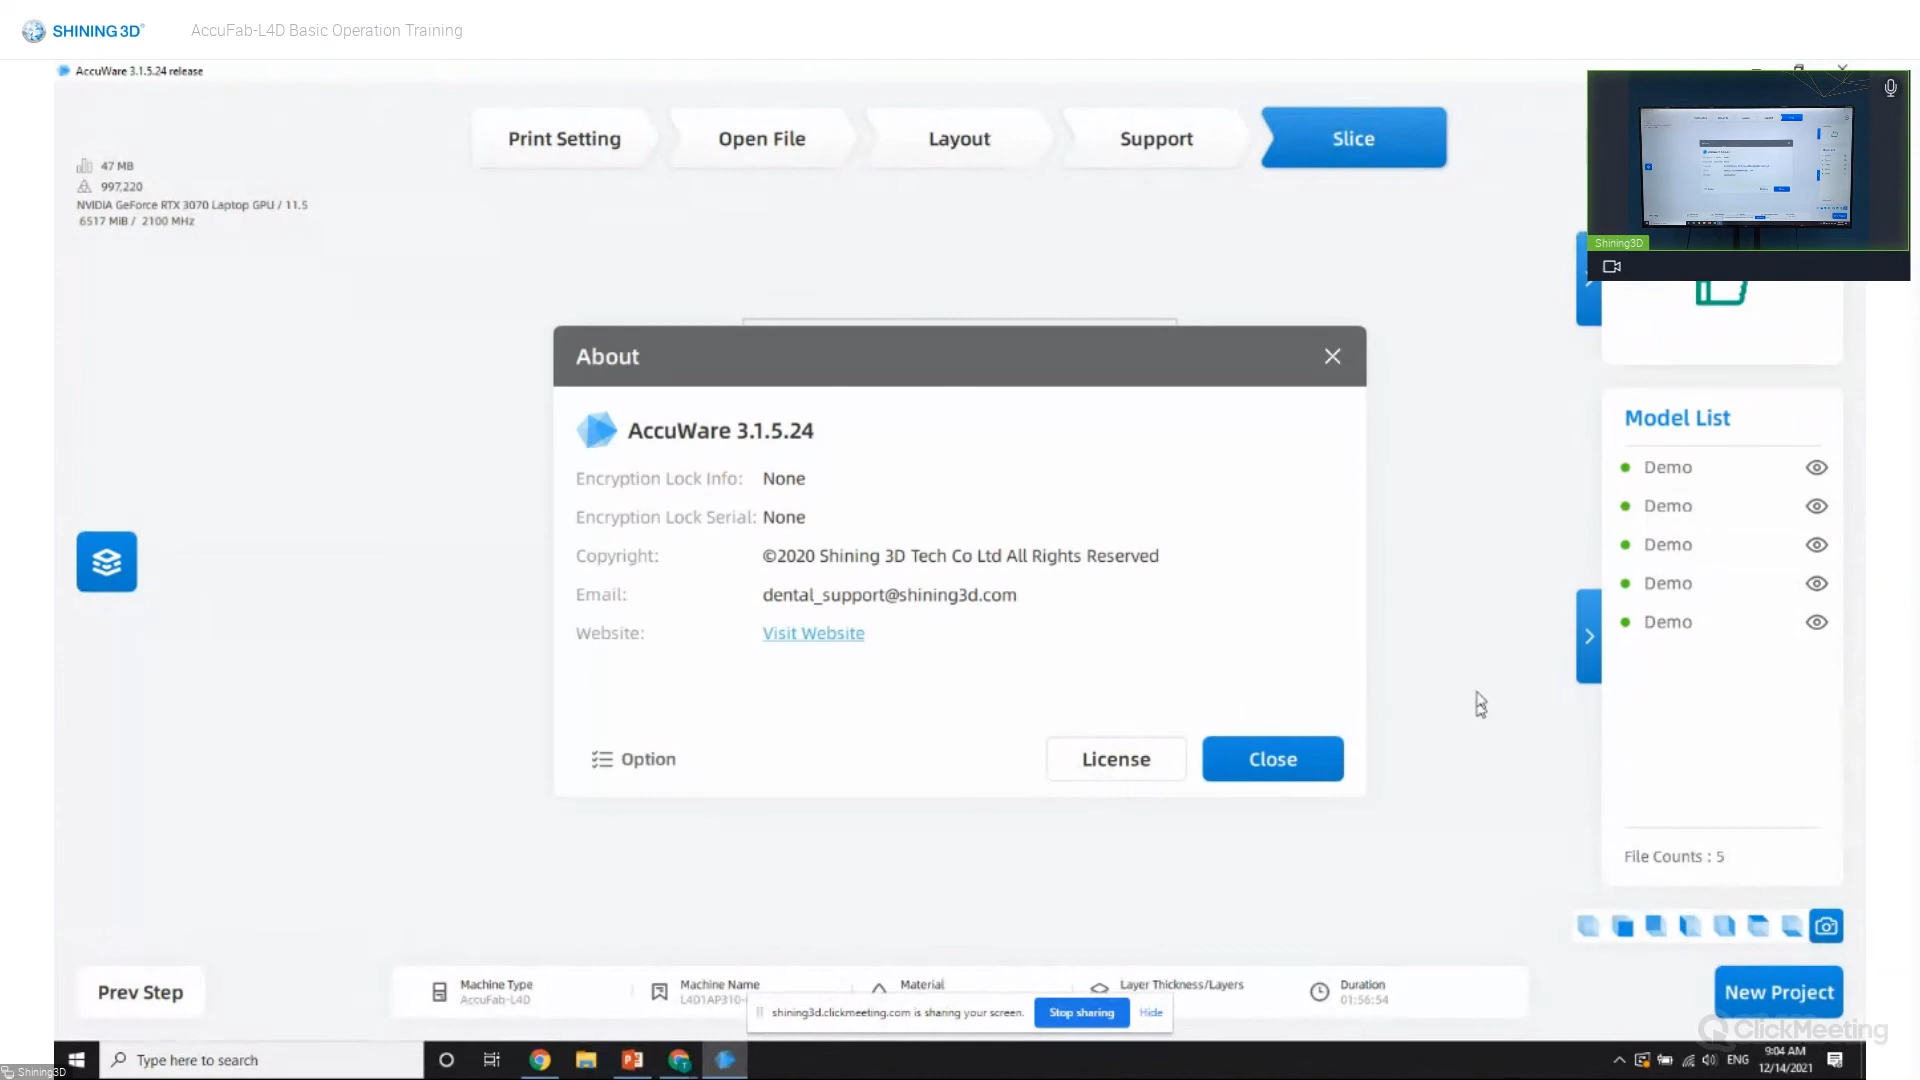 SHINING 3D®
AccuFab-L4D Basic Operation Training
AccuWare 3.1.5.24 release
Print Setting
Open File
Layout
Support
Slice
47 MB
997,220
NVIDIA GeForce RTX 3070 Laptop GPU / 11.5
6517 MiB / 2100 MHz
Shining3D
About
AccuWare 3.1.5.24
Encryption Lock Info: None
Encryption Lock Serial: None
Copyright: ©2020 Shining 3D Tech Co Ltd All Rights Reserved
Email: dental_support@shining3d.com
Website: Visit Website
Option
License
Close
Model List
Demo
Demo
Demo
Demo
Demo
File Counts : 5
Prev Step
Machine Type
AccuFab-L4D
Machine Name
Material
Layer Thickness/Layers
Duration
01:56:54
New Project
shining3d.clickmeeting.com is sharing your screen.
Stop sharing
Hide
ClickMeeting
Type here to search
ENG
9:04 AM
12/14/2021
Shining3D